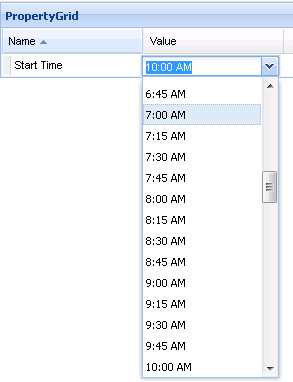 PropertyGrid
Name Value
Start Time 10:00 AM
6:45 AM
7:00 AM
7:15 AM
7:30 AM
7:45 AM
8:00 AM
8:15 AM
8:30 AM
8:45 AM
9:00 AM
9:15 AM
9:30 AM
9:45 AM
10:00 AM